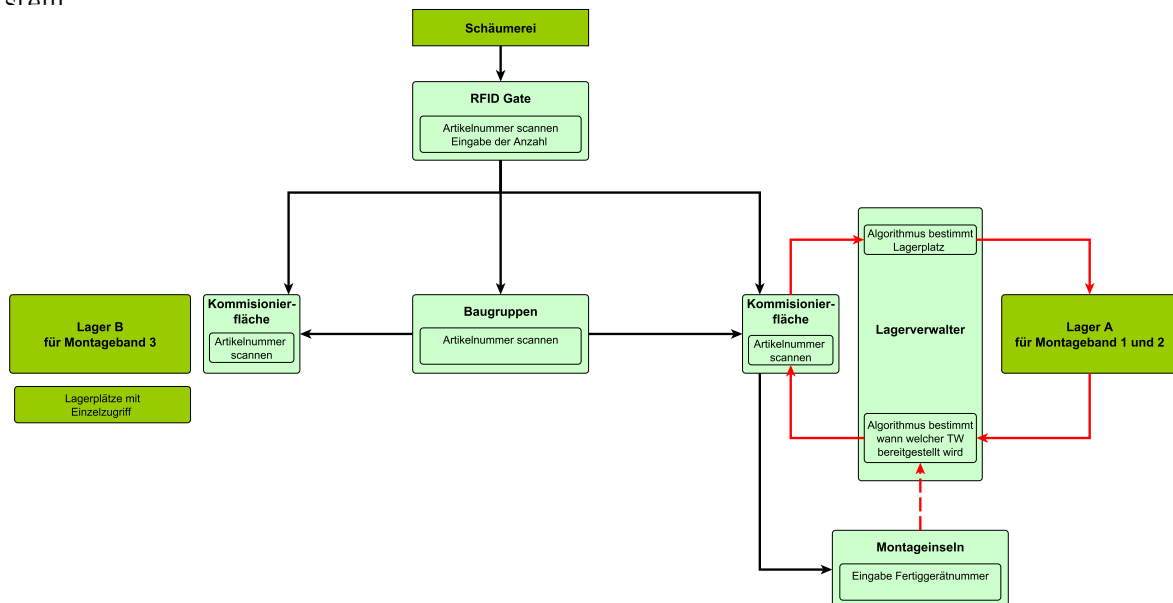 Schäumerei
RFID Gate
Artikelnummer scannen
Eingabe der Anzahl
Algorithmus bestimmt
Lagerplatz
Lager B
für Montageband 3
Kommisionier-
fläche
Artikelnummer
scannen
Baugruppen
Artikelnummer scannen
Kommisionier-
fläche
Artikelnummer
scannen
Lagerverwalter
Lager A
für Montageband 1 und 2
Lagerplätze mit
Einzelzugriff
Algorithmus bestimmt
wann welcher TW
bereitgestellt wird
Montageinseln
Eingabe Fertiggerätnummer